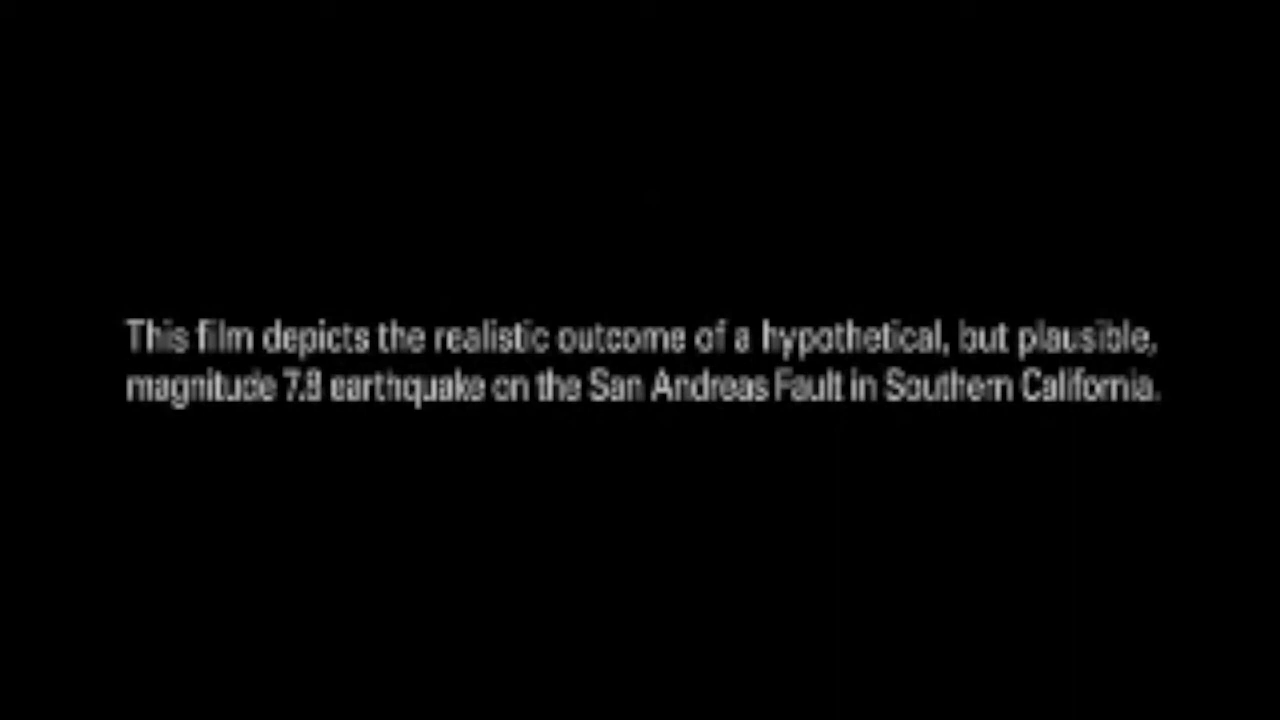 This film depicts the realistic outcome of a hypothetical, but plausible,
magnitude 7.8 earthquake on the San Andreas Fault in Southern California.